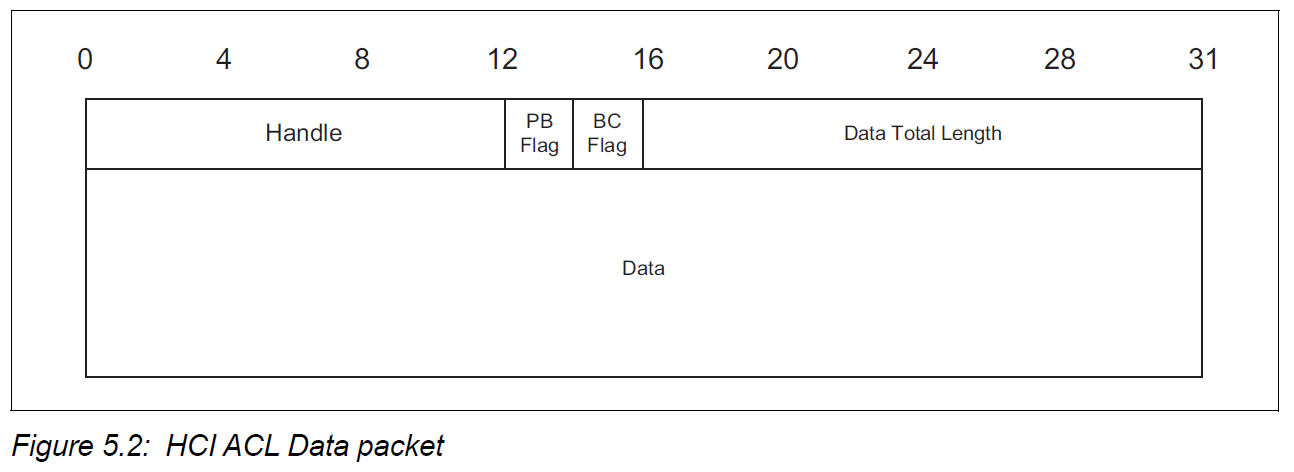 0 4 8 12 16 20 24 28 31
Handle
PB
Flag
BC
Flag
Data Total Length
Data
Figure 5.2: HCI ACL Data packet